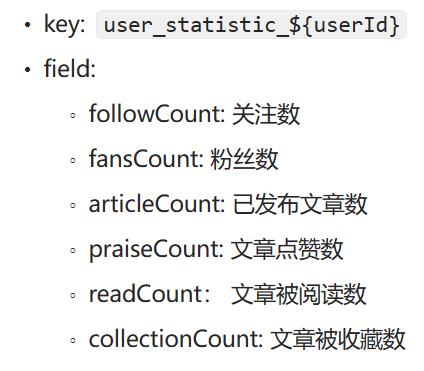 key: user_statistic_${userId}
field:
followCount: 关注数
fansCount: 粉丝数
articleCount: 已发布文章数
praiseCount: 文章点赞数
readCount： 文章被阅读数
collectionCount: 文章被收藏数